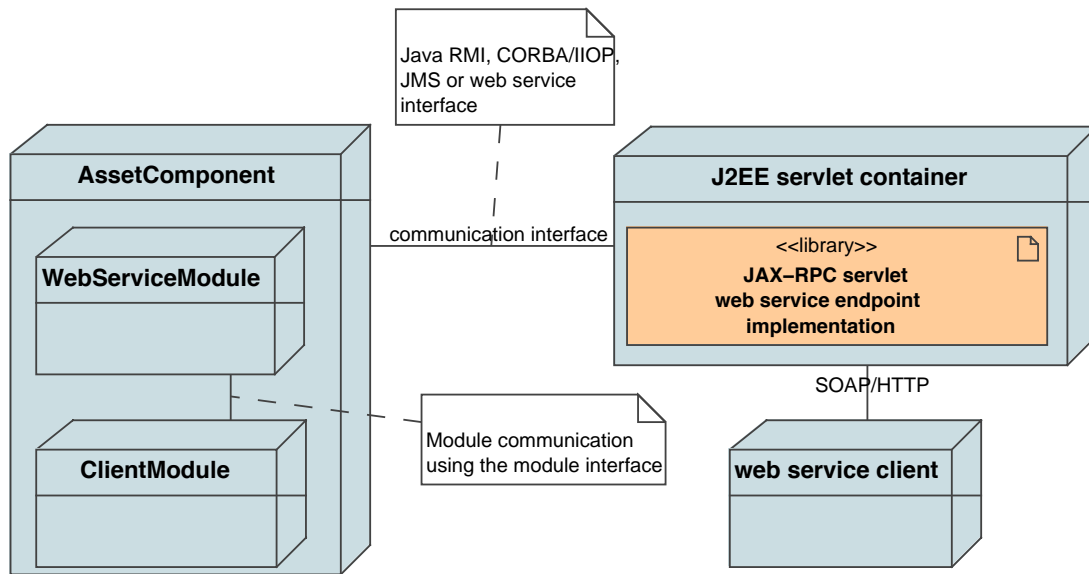 Java RMI, CORBA/IIOP,
JMS or web service
interface
AssetComponent
J2EE servlet container
communication interface
<<library>>
JAX–RPC servlet
web service endpoint
implementation
WebServiceModule
SOAP/HTTP
Module communication
using the module interface
ClientModule
web service client